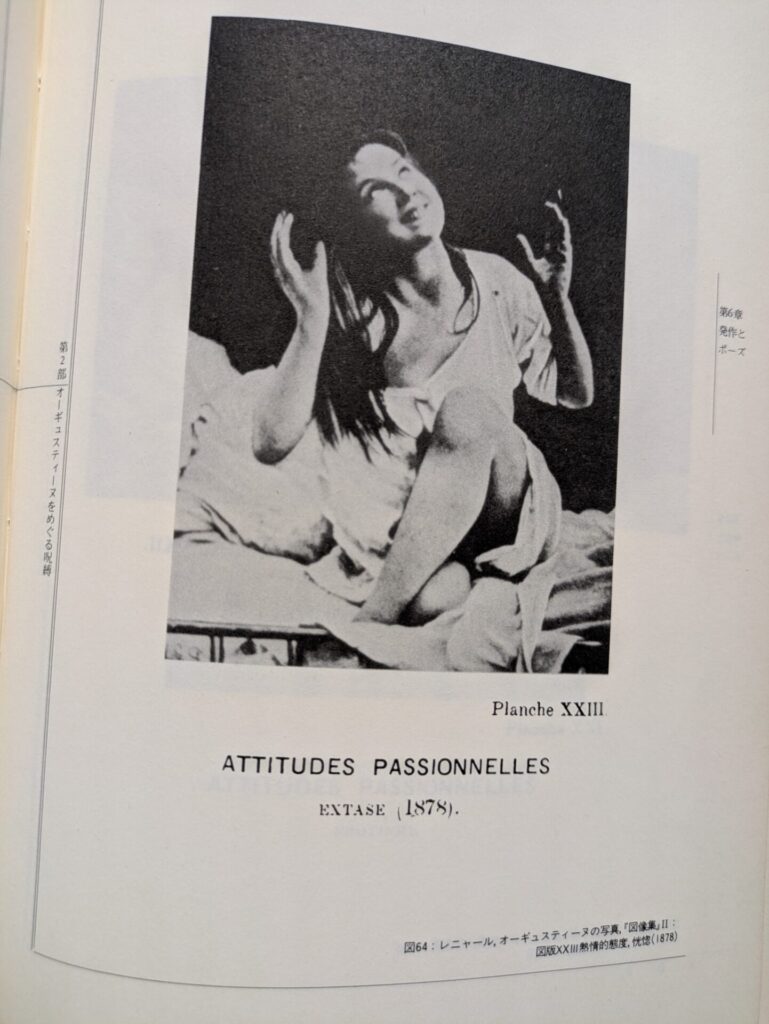 第2部 オーギュスティーヌをめぐる呪縛
第6章
発作と
ポーズ
Planche XXIII
ATTITUDES PASSIONNELLES
EXTASE (1878).
図64：レニャール，オーギュスティーヌの写真，『図像集』II：
図版XXIII熱情的態度，恍惚(1878)